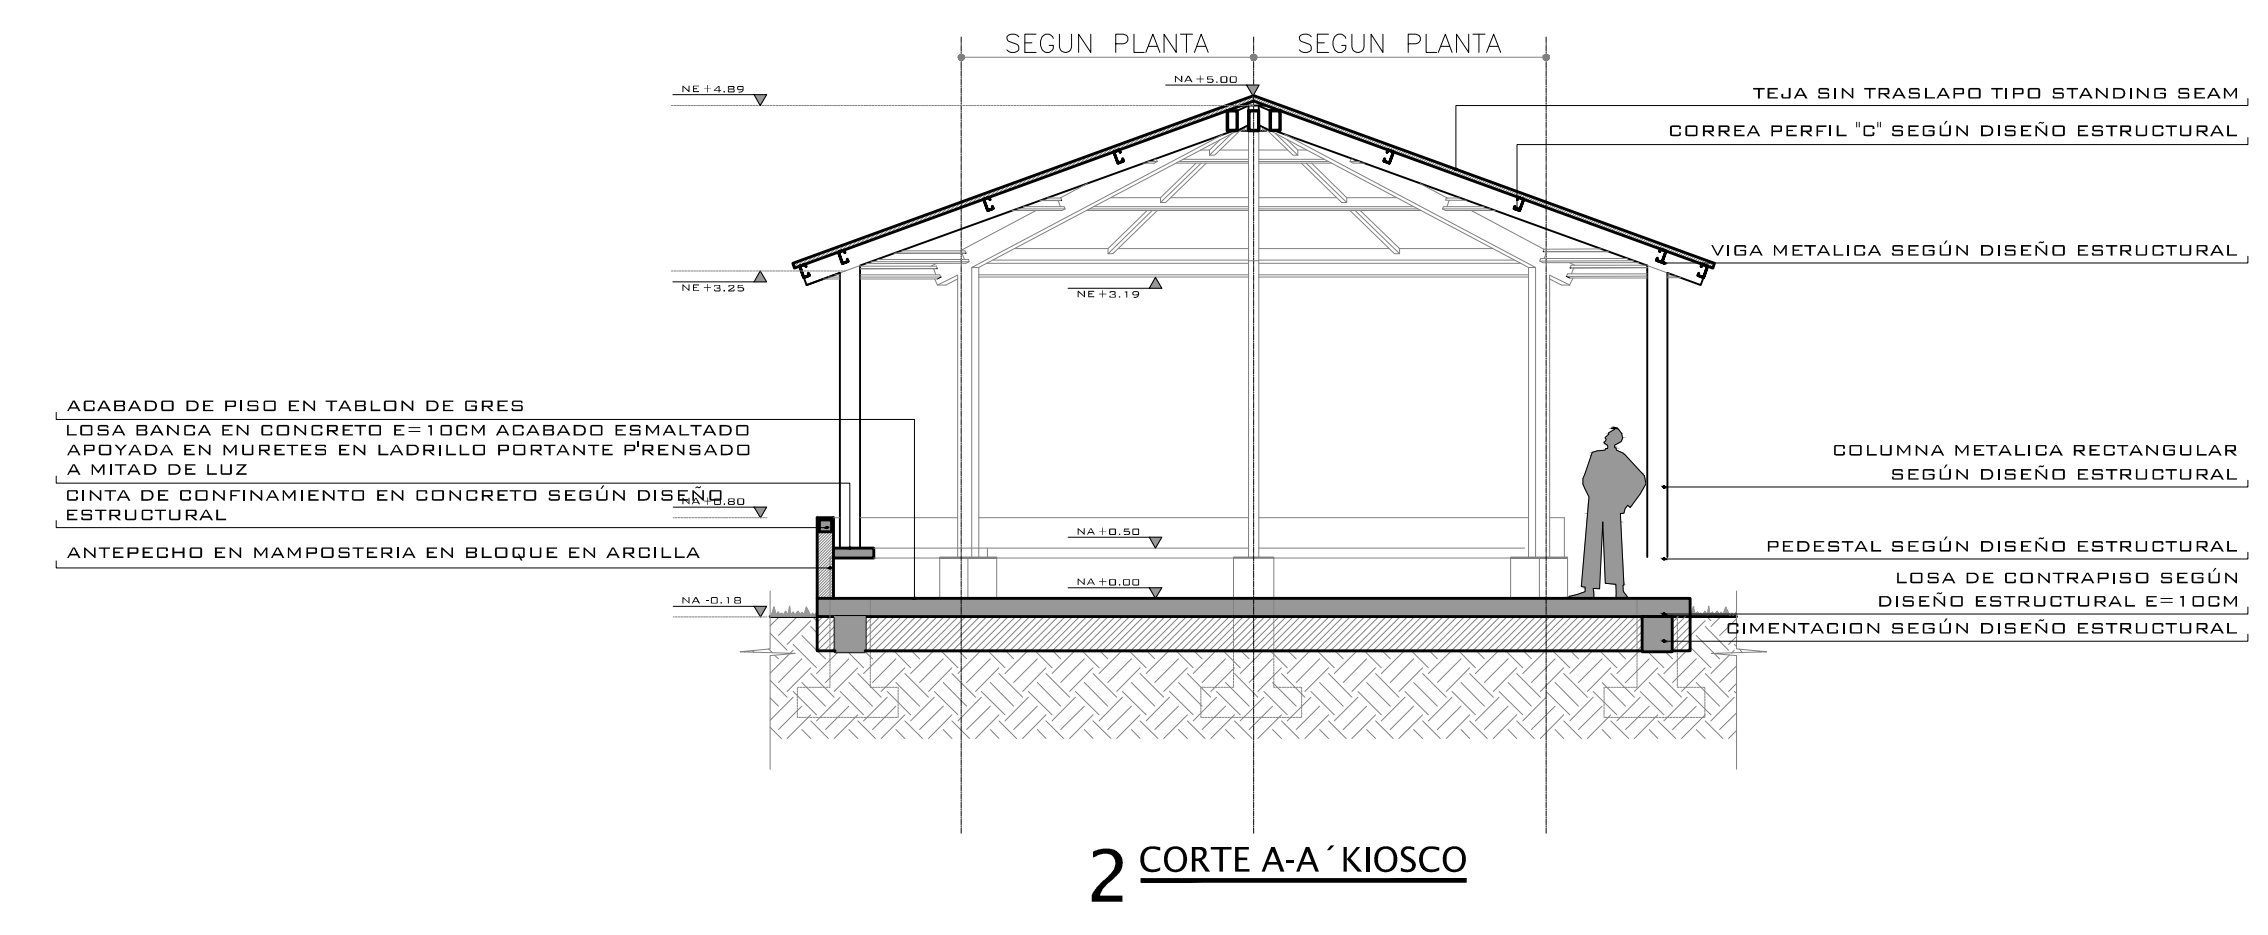 SEGUN PLANTA
SEGUN PLANTA
NA+5.00
NE+4.89
TEJA SIN TRASLAPO TIPO STANDING SEAM
CORREA PERFIL "C" SEGÚN DISEÑO ESTRUCTURAL
VIGA METALICA SEGÚN DISEÑO ESTRUCTURAL
NE+3.25
NE+3.19
ACABADO DE PISO EN TABLON DE GRES
LOSA BANCA EN CONCRETO E=10CM ACABADO ESMALTADO
APOYADA EN MURETES EN LADRILLO PORTANTE P'RENSADO
A MITAD DE LUZ
CINTA DE CONFINAMIENTO EN CONCRETO SEGÚN DISEÑO
ESTRUCTURAL
NA+0.80
ANTEPECHO EN MAMPOSTERIA EN BLOQUE EN ARCILLA
NA+0.50
NA+0.00
NA -0.18
COLUMNA METALICA RECTANGULAR
SEGÚN DISEÑO ESTRUCTURAL
PEDESTAL SEGÚN DISEÑO ESTRUCTURAL
LOSA DE CONTRAPISO SEGÚN
DISEÑO ESTRUCTURAL E=10CM
CIMENTACION SEGÚN DISEÑO ESTRUCTURAL
2 CORTE A-A ´ KIOSCO